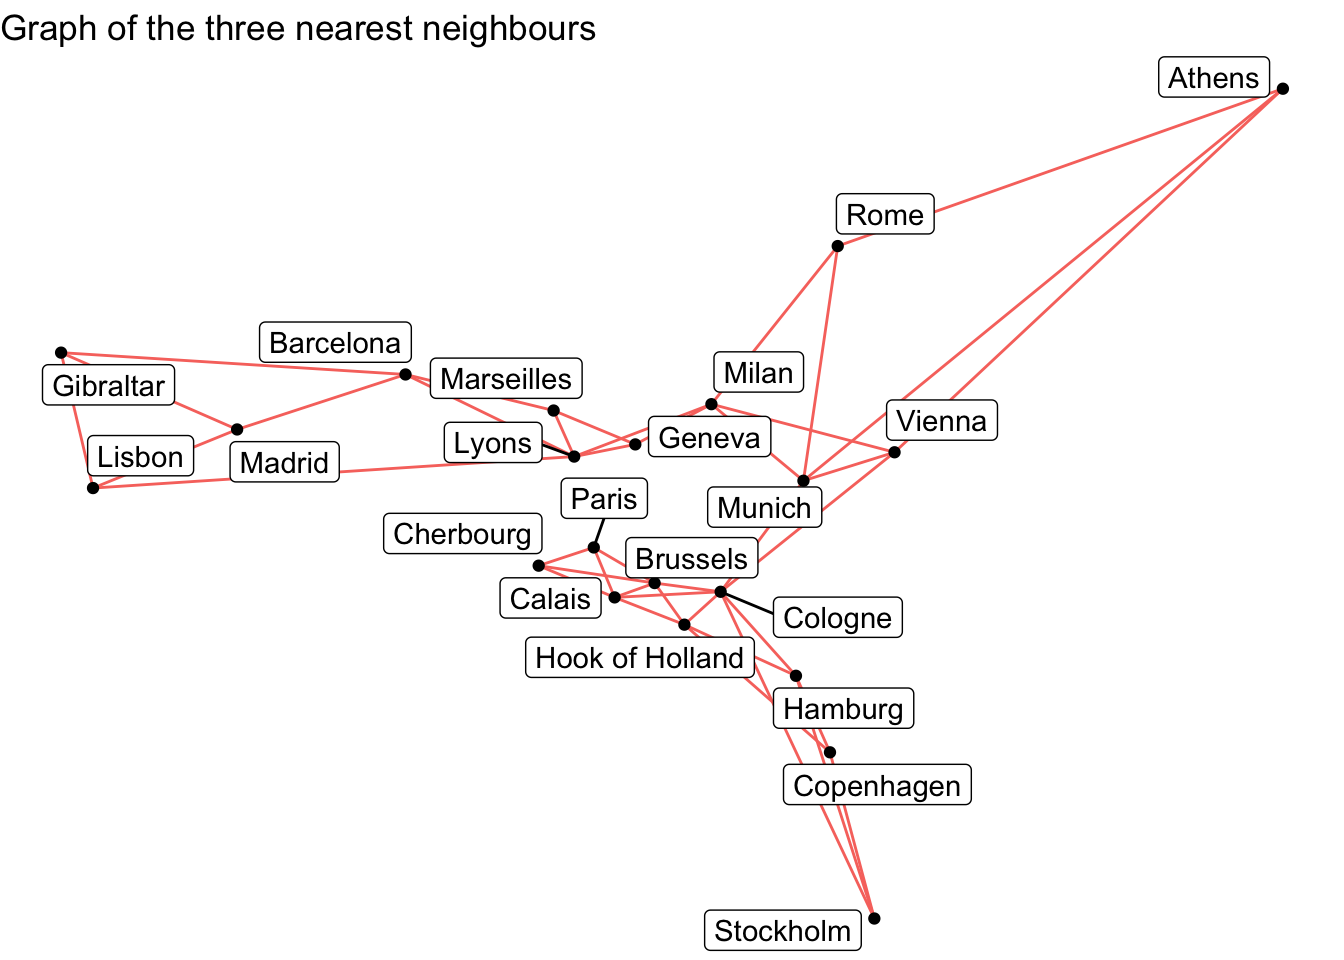 Graph of the three nearest neighbours
Athens
Rome
Barcelona
Gibraltar
Marseilles
Milan
Vienna
Lyons
Geneva
Lisbon
Madrid
Paris
Munich
Cherbourg
Brussels
Calais
Cologne
Hook of Holland
Hamburg
Copenhagen
Stockholm